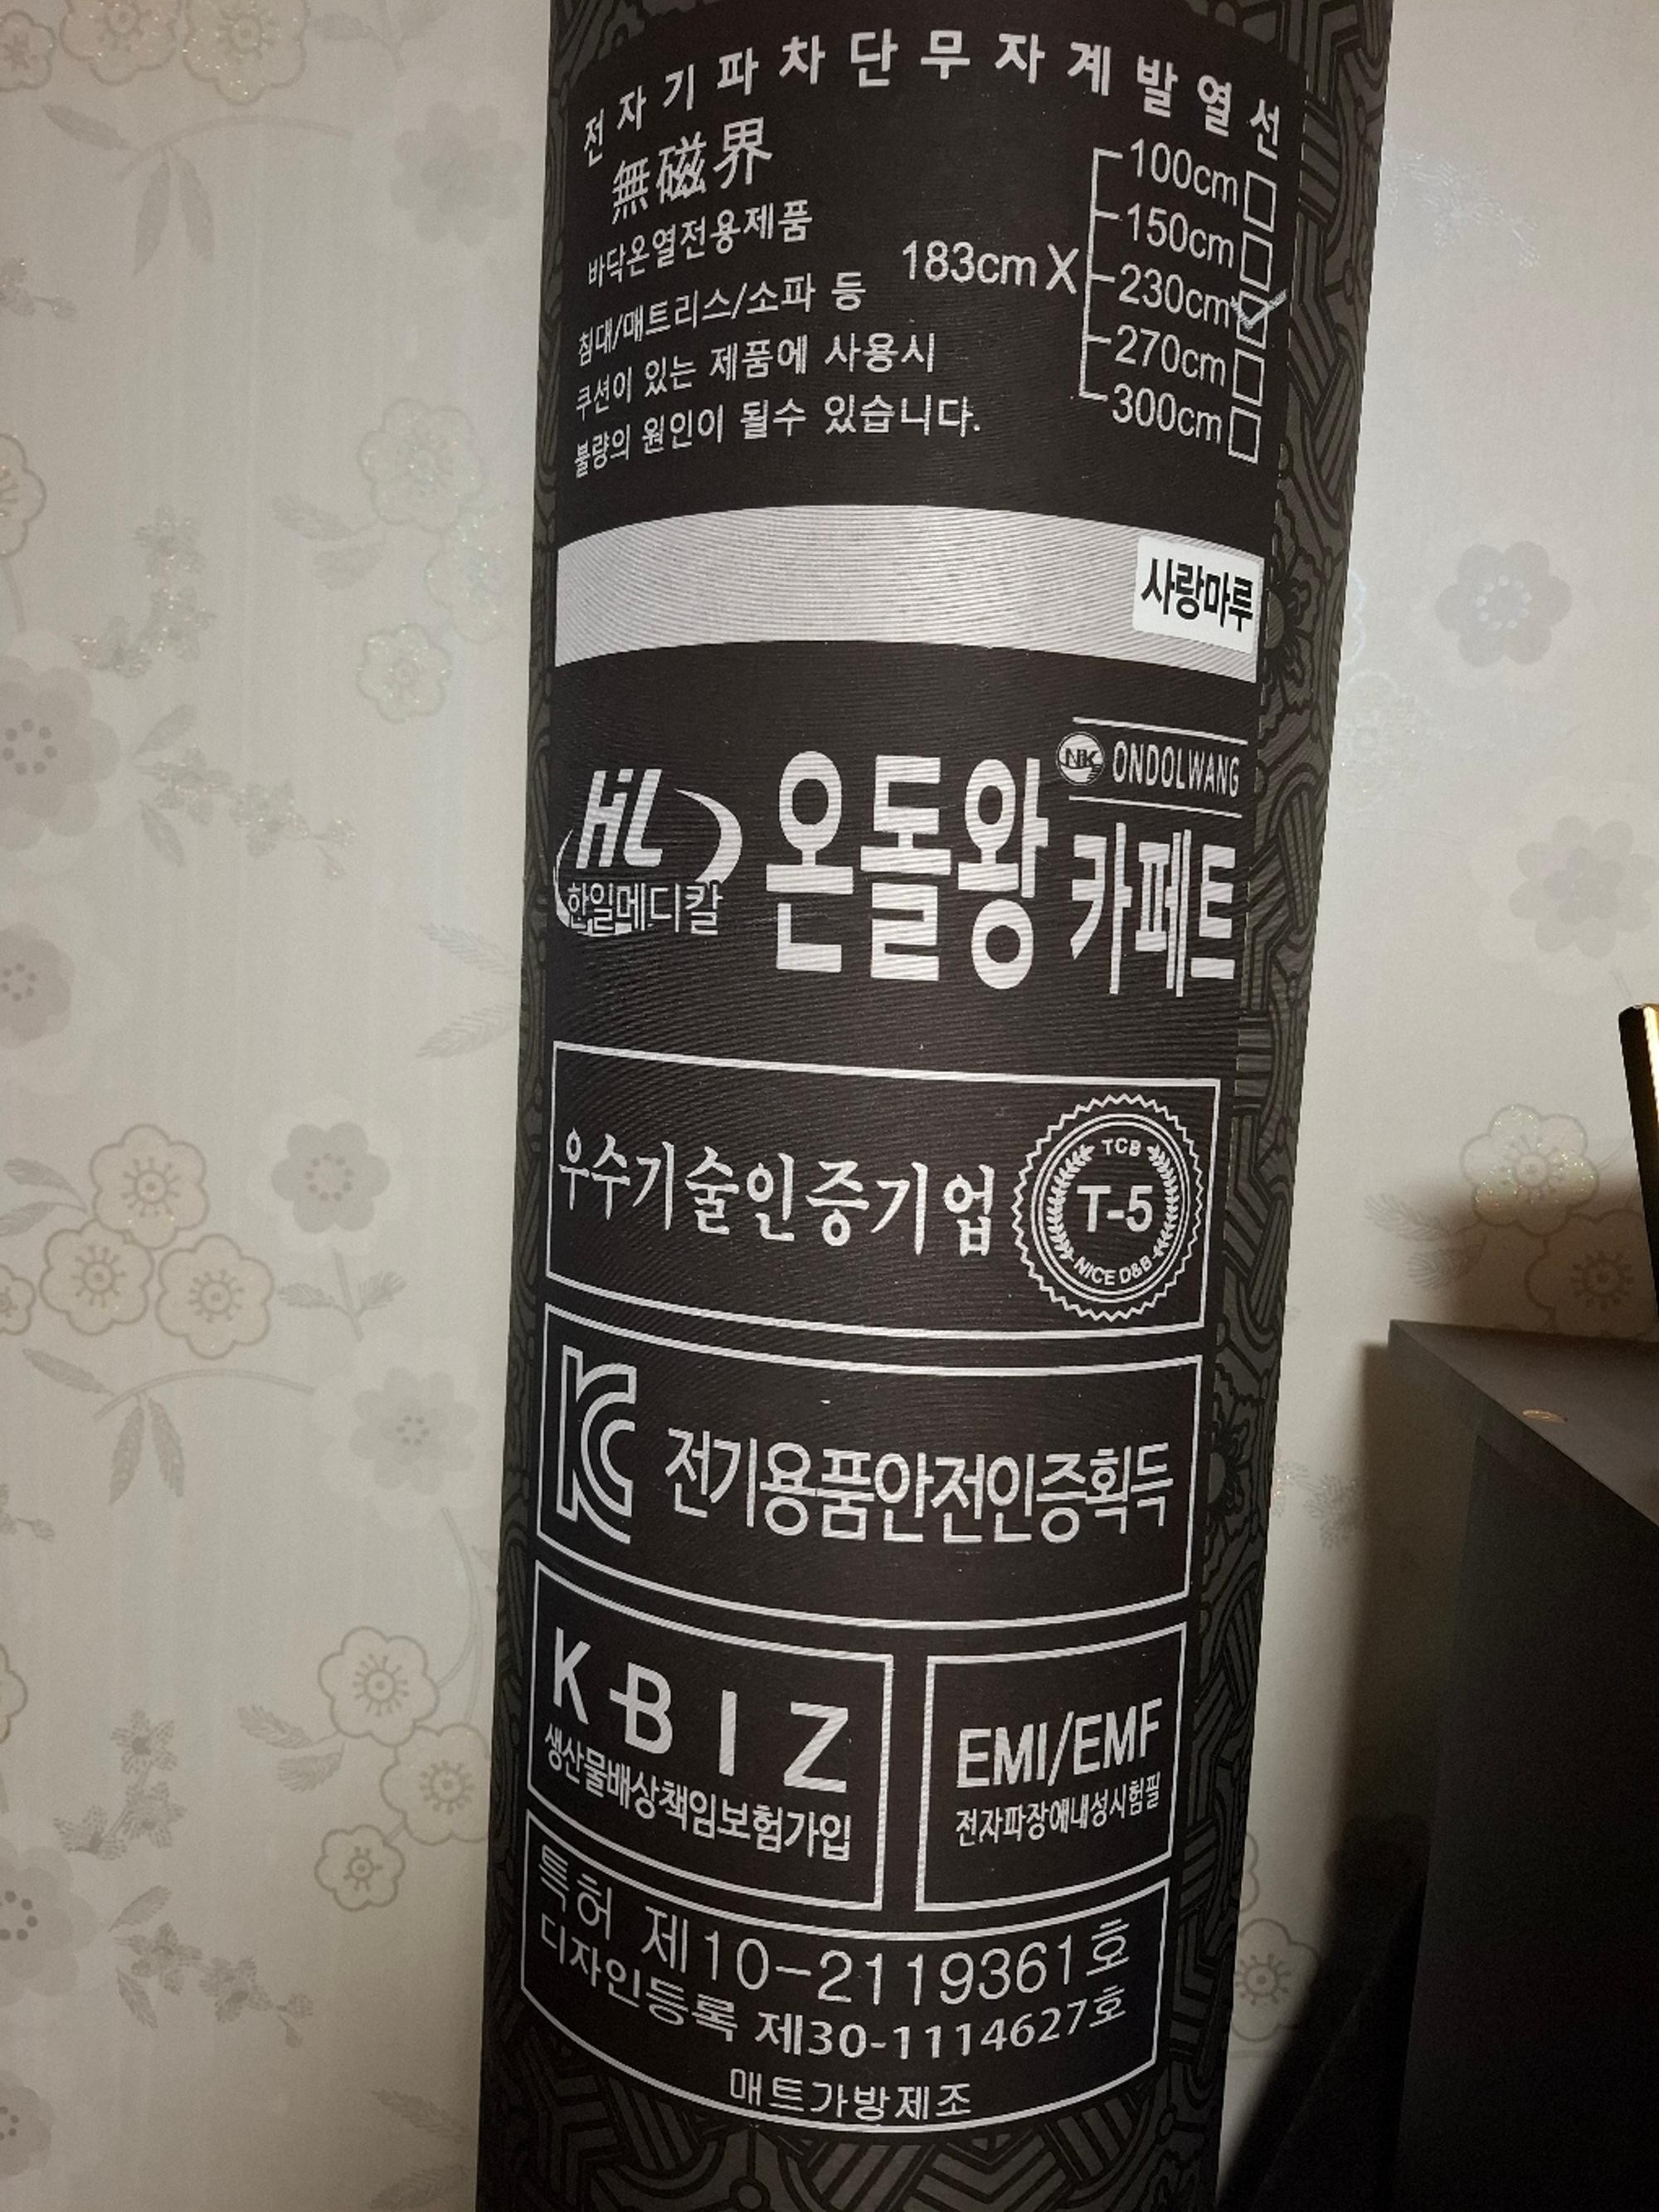 전자기파차단무자계발열선
無磁界
바닥온열전용제품
침대/매트리스/소파 등
쿠션이 있는 제품에 사용시
불량의 원인이 될수 있습니다.
183cm X
100cm
150cm
230cm
270cm
300cm
사랑마루
HiL
한일메디칼
온돌왕
NK ONDOLWANG
카페트
우수기술인증기업
TCB
T-5
NICE D&B
KC 전기용품안전인증획득
KBIZ
생산물배상책임보험가입
EMI/EMF
전자파장애내성시험필
특허 제10-2119361호
디자인등록 제30-1114627호
매트가방제조